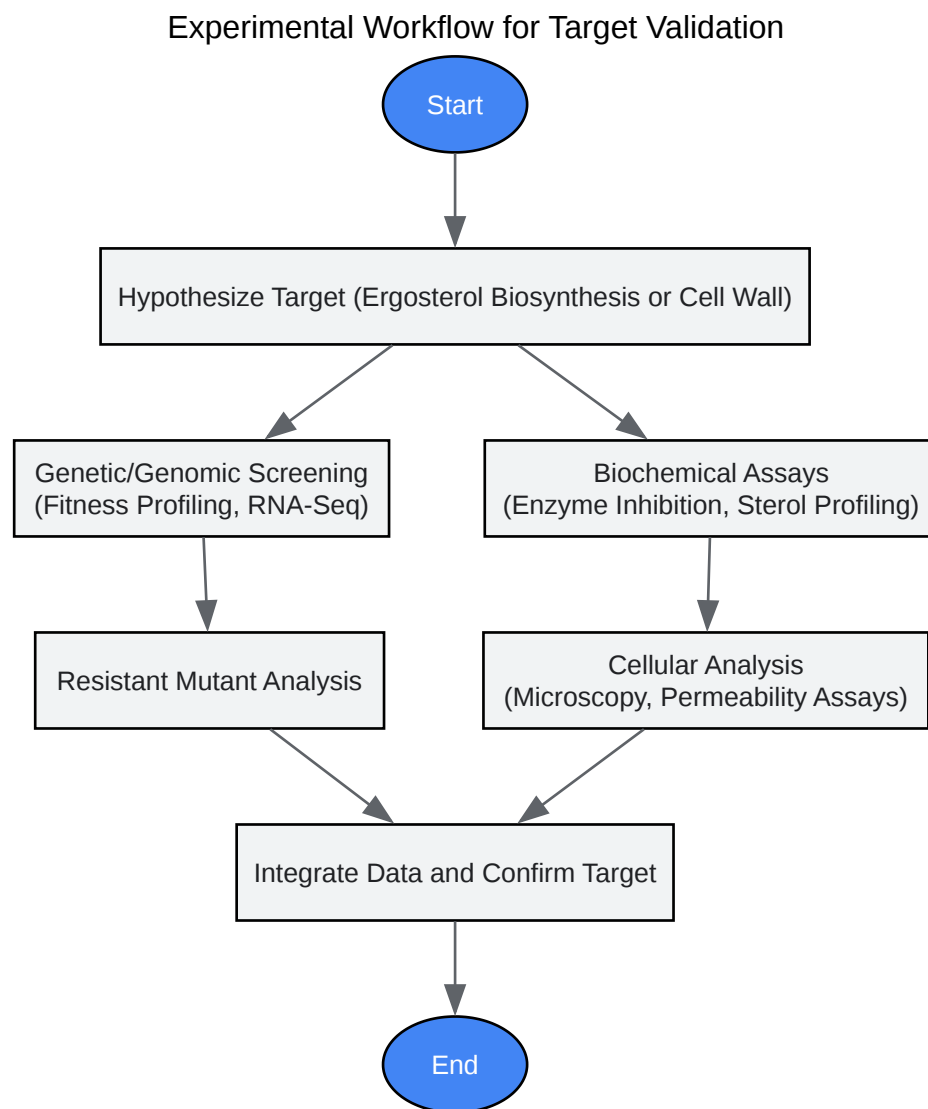 Experimental Workflow for Target Validation
Start
Hypothesize Target (Ergosterol Biosynthesis or Cell Wall)
Genetic/Genomic Screening
(Fitness Profiling, RNA-Seq)
Biochemical Assays
(Enzyme Inhibition, Sterol Profiling)
Resistant Mutant Analysis
Cellular Analysis
(Microscopy, Permeability Assays)
Integrate Data and Confirm Target
End